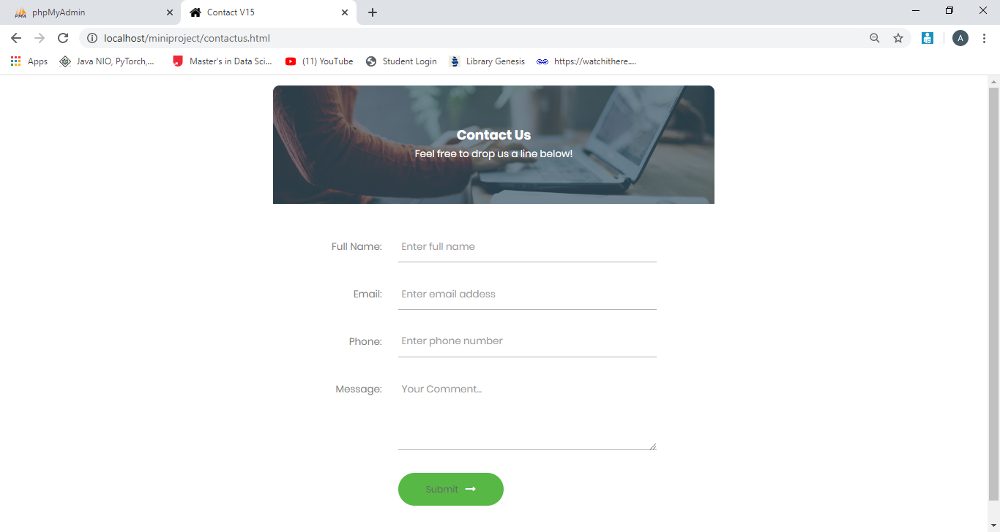 phpMyAdmin
Contact V15
localhost/miniproject/contactus.html
A
Apps
Java NIO, PyTorch,...
Master's in Data Sci...
(11) YouTube
Student Login
Library Genesis
https://watchithere....
Contact Us
Feel free to drop us a line below!
Full Name: Enter full name
Email: Enter email addess
Phone: Enter phone number
Message: Your Comment...
Submit